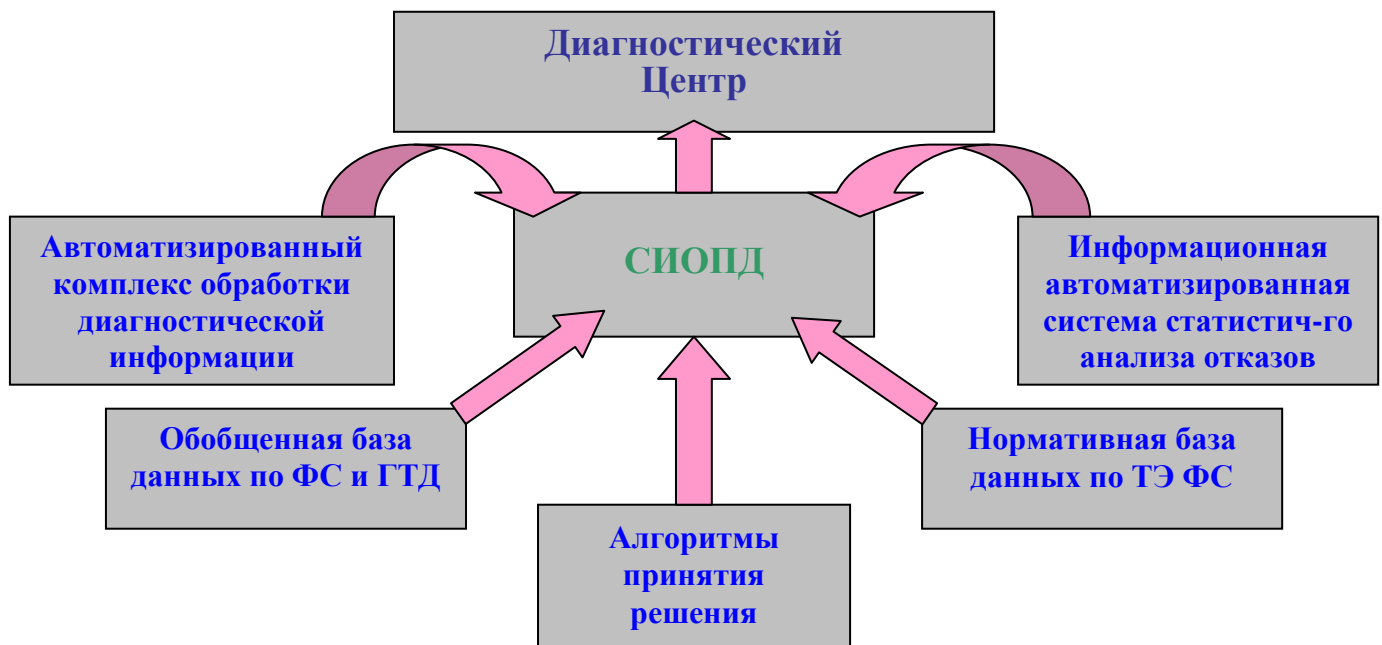 Диагностический
Центр
СИОПД
Автоматизированный
комплекс обработки
диагностической
информации
Информационная
автоматизированная
система статистич-го
анализа отказов
Обобщенная база
данных по ФС и ГТД
Нормативная база
данных по ТЭ ФС
Алгоритмы
принятия
решения